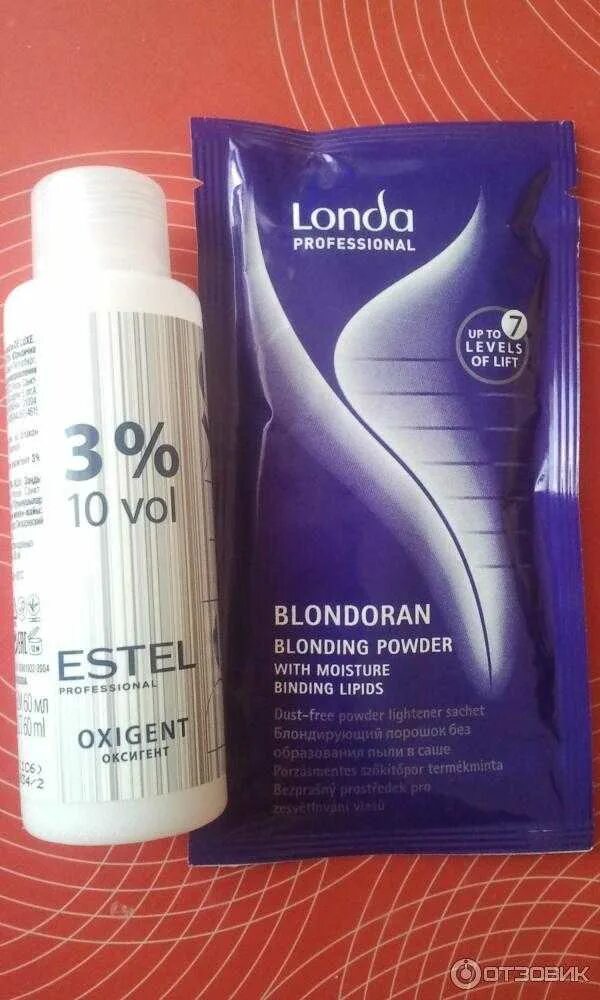 LONDA
PROFESSIONAL
UP TO 7
LEVELS
OF LIFT
BLONDORAN
BLONDING POWDER
WITH MOISTURE
BINDING LIPIDS
Dust-free powder lightener sachet
Блондирующий порошок без
образования пыли в саше
Porzásmentes szőkítőpor termékminta
Bezprašný prostředek pro
zesvětlování vlasů
3%
10 vol
ESTEL
PROFESSIONAL
OXIGENT
ОКСИГЕНТ
60 мл
60 ml
ОТЗОВИК